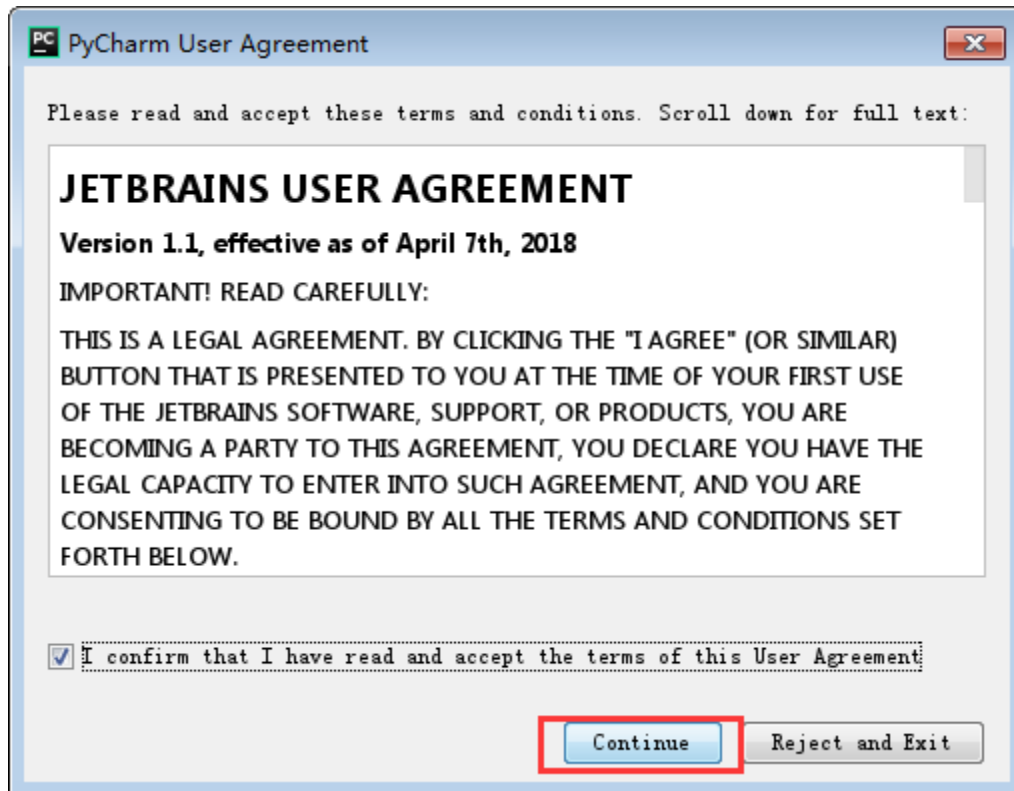 PC PyCharm User Agreement
Please read and accept these terms and conditions. Scroll down for full text:
JETBRAINS USER AGREEMENT
Version 1.1, effective as of April 7th, 2018
IMPORTANT! READ CAREFULLY:
THIS IS A LEGAL AGREEMENT. BY CLICKING THE "I AGREE" (OR SIMILAR)
BUTTON THAT IS PRESENTED TO YOU AT THE TIME OF YOUR FIRST USE
OF THE JETBRAINS SOFTWARE, SUPPORT, OR PRODUCTS, YOU ARE
BECOMING A PARTY TO THIS AGREEMENT, YOU DECLARE YOU HAVE THE
LEGAL CAPACITY TO ENTER INTO SUCH AGREEMENT, AND YOU ARE
CONSENTING TO BE BOUND BY ALL THE TERMS AND CONDITIONS SET
FORTH BELOW.
I confirm that I have read and accept the terms of this User Agreement
Continue Reject and Exit